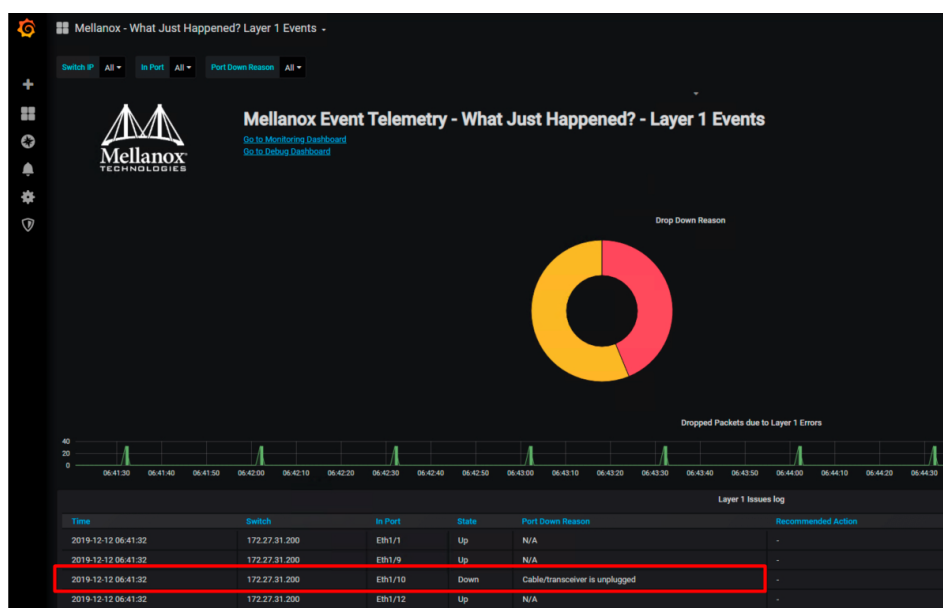 Mellanox - What Just Happened? Layer 1 Events
Switch IP All In Port All Port Down Reason All
Mellanox
TECHNOLOGIES
Mellanox Event Telemetry - What Just Happened? - Layer 1 Events
Go to Monitoring Dashboard
Go to Debug Dashboard
Drop Down Reason
Dropped Packets due to Layer 1 Errors
40
20
0
06:41:30 06:41:40 06:41:50 06:42:00 06:42:10 06:42:20 06:42:30 06:42:40 06:42:50 06:43:00 06:43:10 06:43:20 06:43:30 06:43:40 06:43:50 06:44:00 06:44:10 06:44:20 06:44:30
Layer 1 Issues log
Time Switch In Port State Port Down Reason Recommended Action
2019-12-12 06:41:32 172.27.31.200 Eth1/1 Up N/A -
2019-12-12 06:41:32 172.27.31.200 Eth1/9 Up N/A -
2019-12-12 06:41:32 172.27.31.200 Eth1/10 Down Cable/transceiver is unplugged -
2019-12-12 06:41:32 172.27.31.200 Eth1/12 Up N/A -